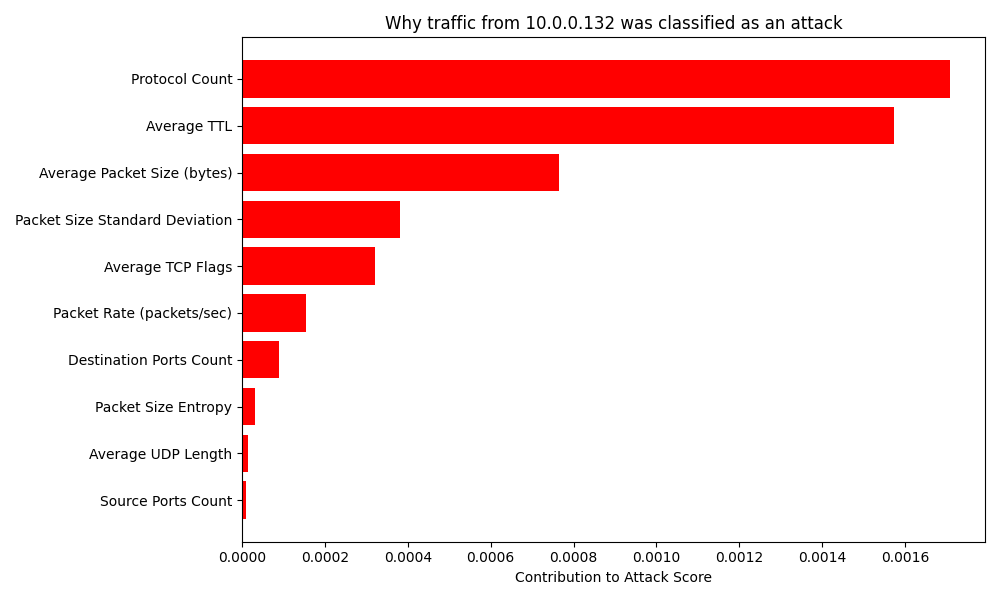 Why traffic from 10.0.0.132 was classified as an attack
Protocol Count
Average TTL
Average Packet Size (bytes)
Packet Size Standard Deviation
Average TCP Flags
Packet Rate (packets/sec)
Destination Ports Count
Packet Size Entropy
Average UDP Length
Source Ports Count
0.0000 0.0002 0.0004 0.0006 0.0008 0.0010 0.0012 0.0014 0.0016
Contribution to Attack Score